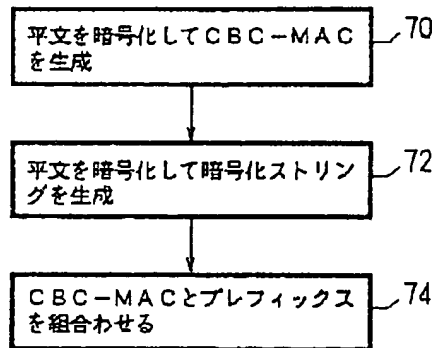 平文を暗号化してCBC-MAC
を生成
70
平文を暗号化して暗号化ストリン
グを生成
72
CBC-MACとプレフィックス
を組合わせる
74